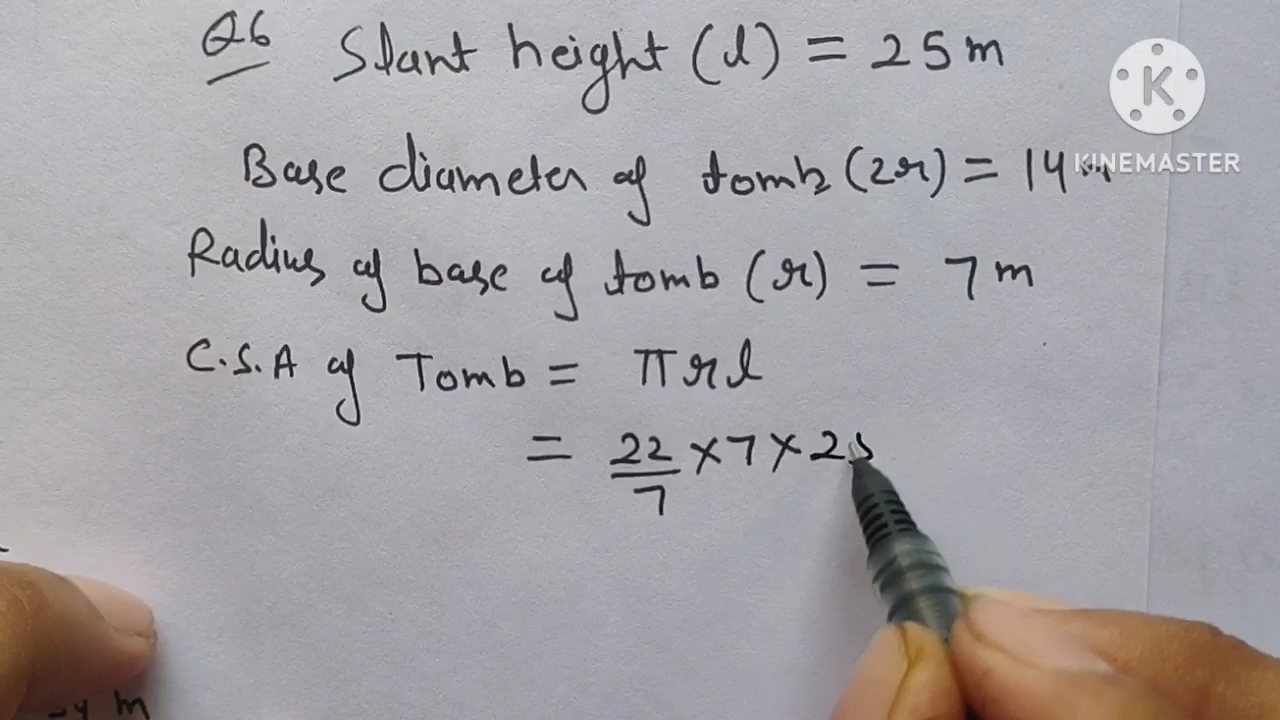 Q6 Slant height (l) = 25 m
KINEMASTER
Base diameter of tomb (2r) = 14 m
Radius of base of tomb (r) = 7 m
C.S.A of Tomb = πrl
= 22/7 × 7 × 25
m